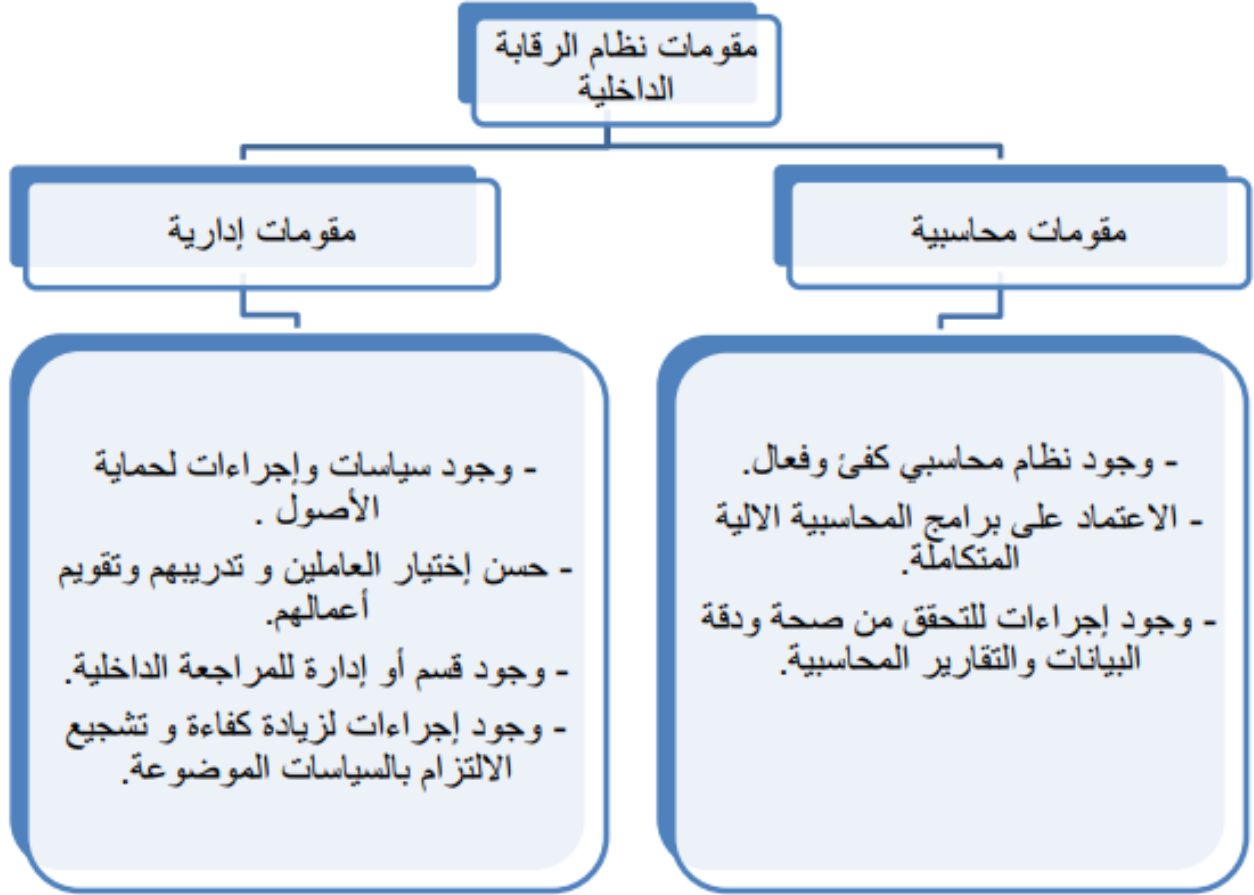 مقومات نظام الرقابة
الداخلية
مقومات محاسبية
مقومات إدارية
- وجود نظام محاسبي كفئ وفعال.
- الاعتماد على برامج المحاسبية الالية
المتكاملة.
- وجود إجراءات للتحقق من صحة ودقة
البيانات والتقارير المحاسبية.
- وجود سياسات وإجراءات لحماية
الأصول .
- حسن إختيار العاملين و تدريبهم وتقويم
أعمالهم.
- وجود قسم أو إدارة للمراجعة الداخلية.
- وجود إجراءات لزيادة كفاءة و تشجيع
الالتزام بالسياسات الموضوعة.